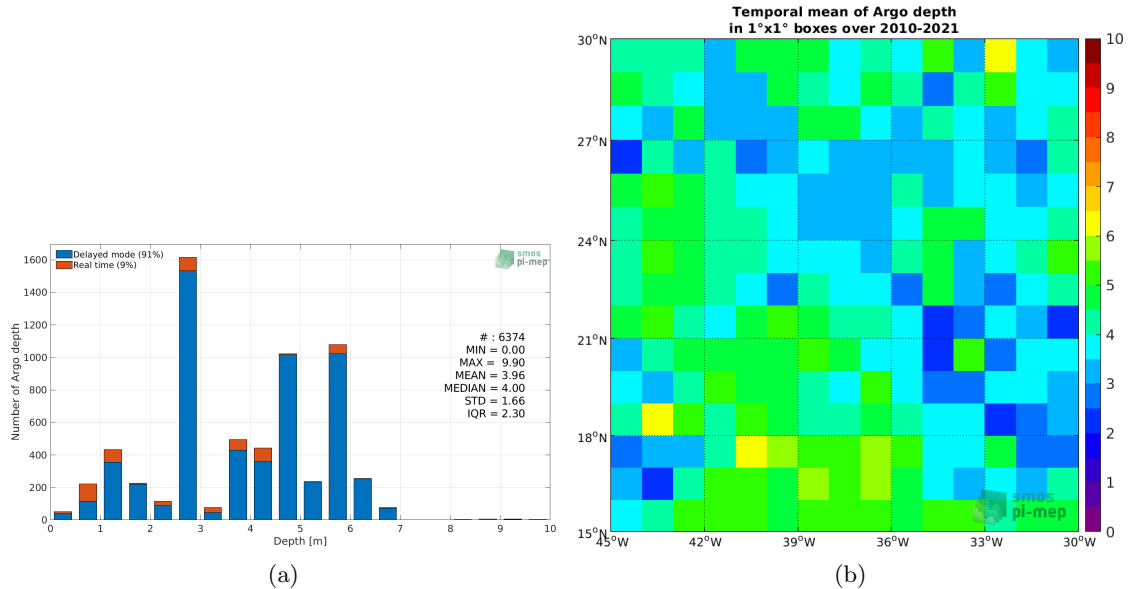 Delayed mode (91%)
Real time (9%)
smos
pi-mep
1600
1400
1200
1000
800
600
400
200
0
Number of Argo depth
# : 6374
MIN = 0.00
MAX = 9.90
MEAN = 3.96
MEDIAN = 4.00
STD = 1.66
IQR = 2.30
0 1 2 3 4 5 6 7 8 9 10
Depth [m]
(a)
Temporal mean of Argo depth
in 1°x1° boxes over 2010-2021
30°N
27°N
24°N
21°N
18°N
15°N
45°W 42°W 39°W 36°W 33°W 30°W
smos
pi-mep
10
9
8
7
6
5
4
3
2
1
0
(b)